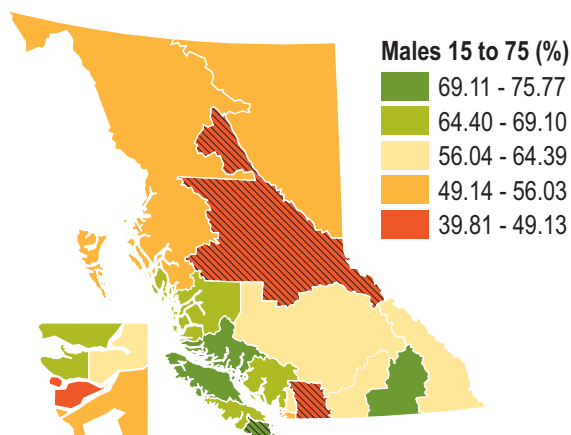 Males 15 to 75 (%)
69.11 - 75.77
64.40 - 69.10
56.04 - 64.39
49.14 - 56.03
39.81 - 49.13